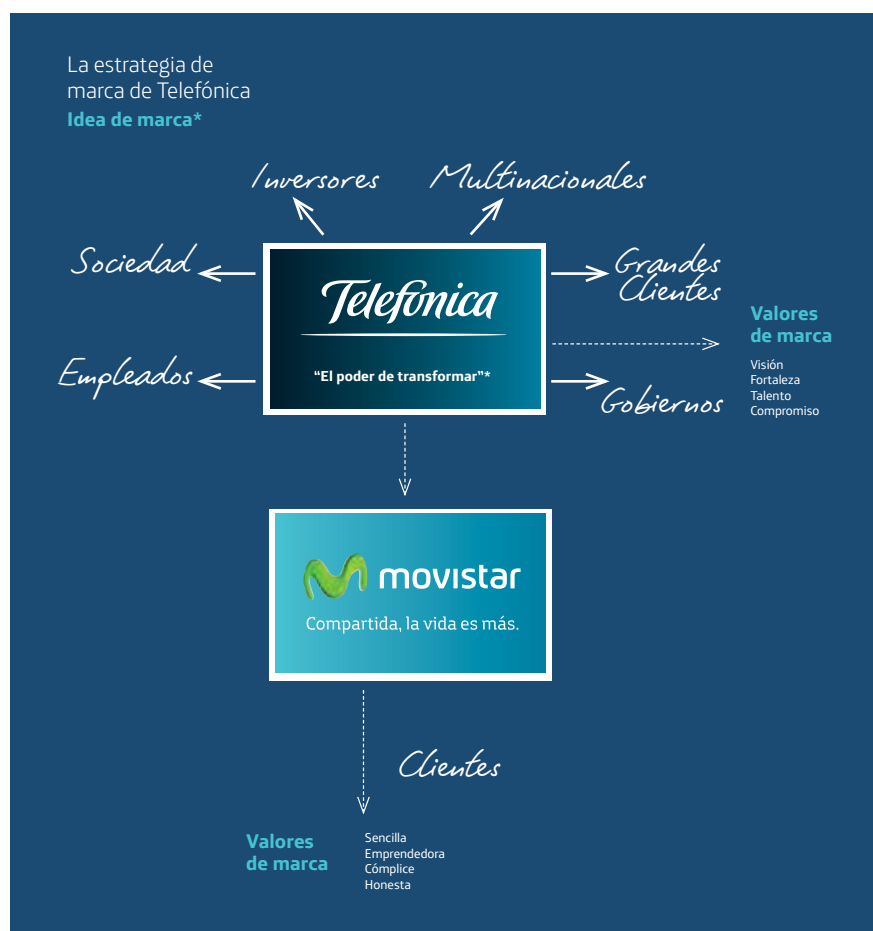 La estrategia de
marca de Telefónica
Idea de marca*
Inversores
Multinacionales
Sociedad
Grandes
Clientes
Telefónica
Valores
de marca
"El poder de transformar"*
Empleados
Gobiernos
Visión
Fortaleza
Talento
Compromiso
movistar
Compartida, la vida es más.
Clientes
Valores
de marca
Sencilla
Emprendedora
Cómplice
Honesta